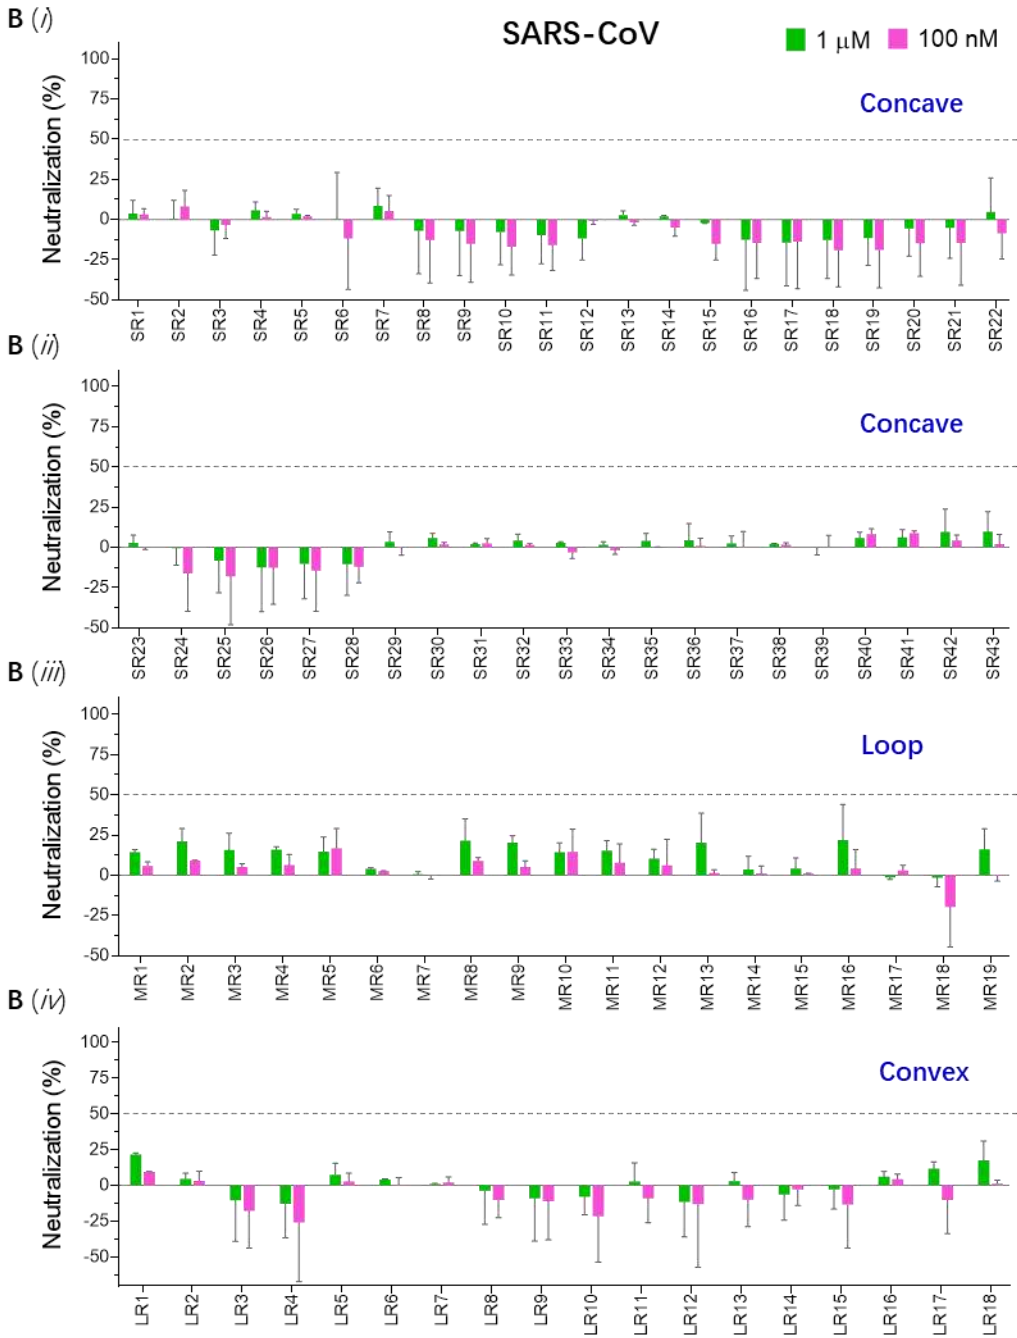 B (i)
SARS-CoV
1 μM
100 nM
Neutralization (%)
100
75
50
25
0
-25
-50
Concave
SR1 SR2 SR3 SR4 SR5 SR6 SR7 SR8 SR9 SR10 SR11 SR12 SR13 SR14 SR15 SR16 SR17 SR18 SR19 SR20 SR21 SR22
B (ii)
Neutralization (%)
100
75
50
25
0
-25
-50
Concave
SR23 SR24 SR25 SR26 SR27 SR28 SR29 SR30 SR31 SR32 SR33 SR34 SR35 SR36 SR37 SR38 SR39 SR40 SR41 SR42 SR43
B (iii)
Neutralization (%)
100
75
50
25
0
-25
-50
Loop
MR1 MR2 MR3 MR4 MR5 MR6 MR7 MR8 MR9 MR10 MR11 MR12 MR13 MR14 MR15 MR16 MR17 MR18 MR19
B (iv)
Neutralization (%)
100
75
50
25
0
-25
-50
Convex
LR1 LR2 LR3 LR4 LR5 LR6 LR7 LR8 LR9 LR10 LR11 LR12 LR13 LR14 LR15 LR16 LR17 LR18